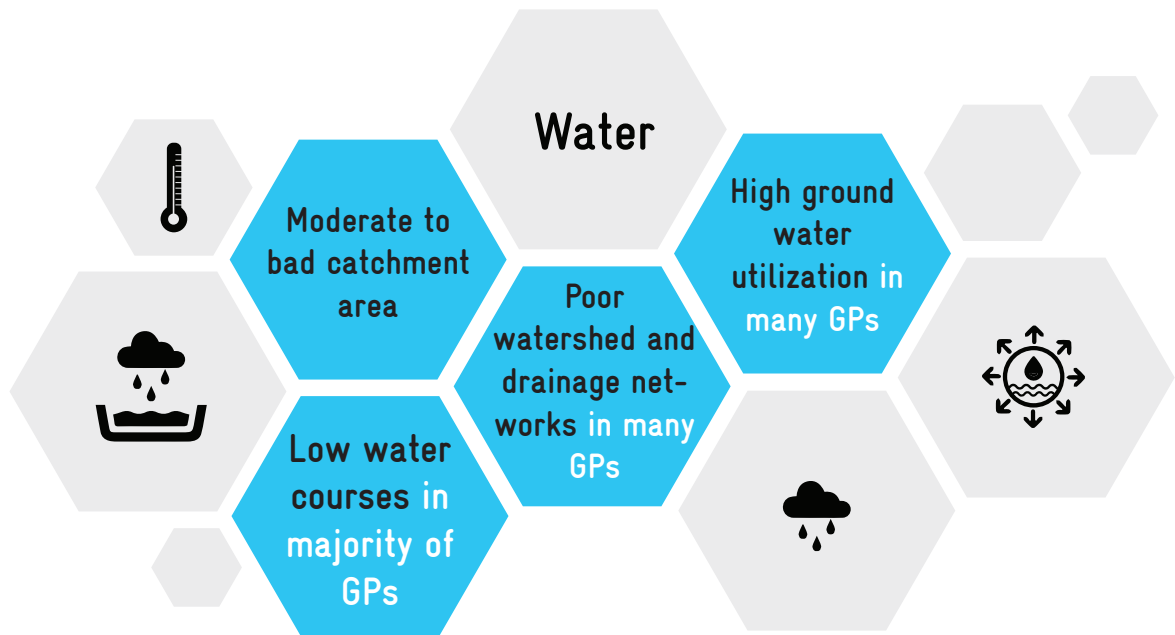 Water
Moderate to
bad catchment
area
High ground
water
utilization in
many GPs
Poor
watershed and
drainage net-
works in many
GPs
Low water
courses in
majority of
GPs